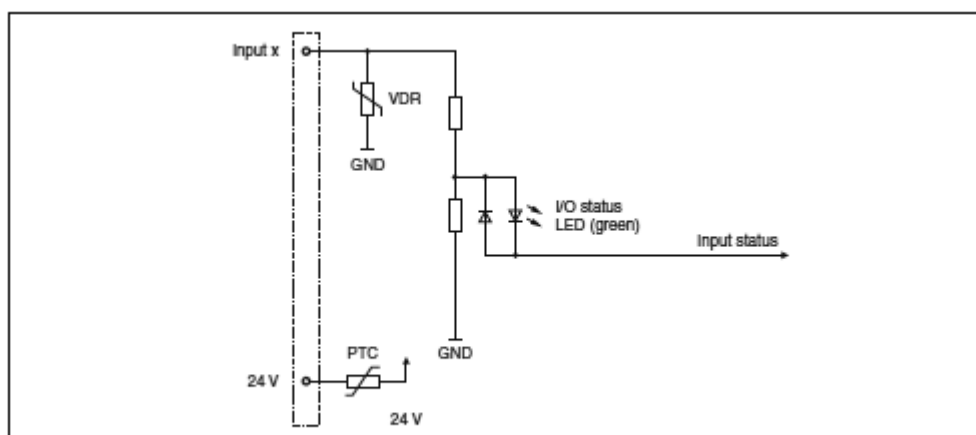 Input x
VDR
GND
I/O status
LED (green)
Input status
PTC
GND
24 V
24 V